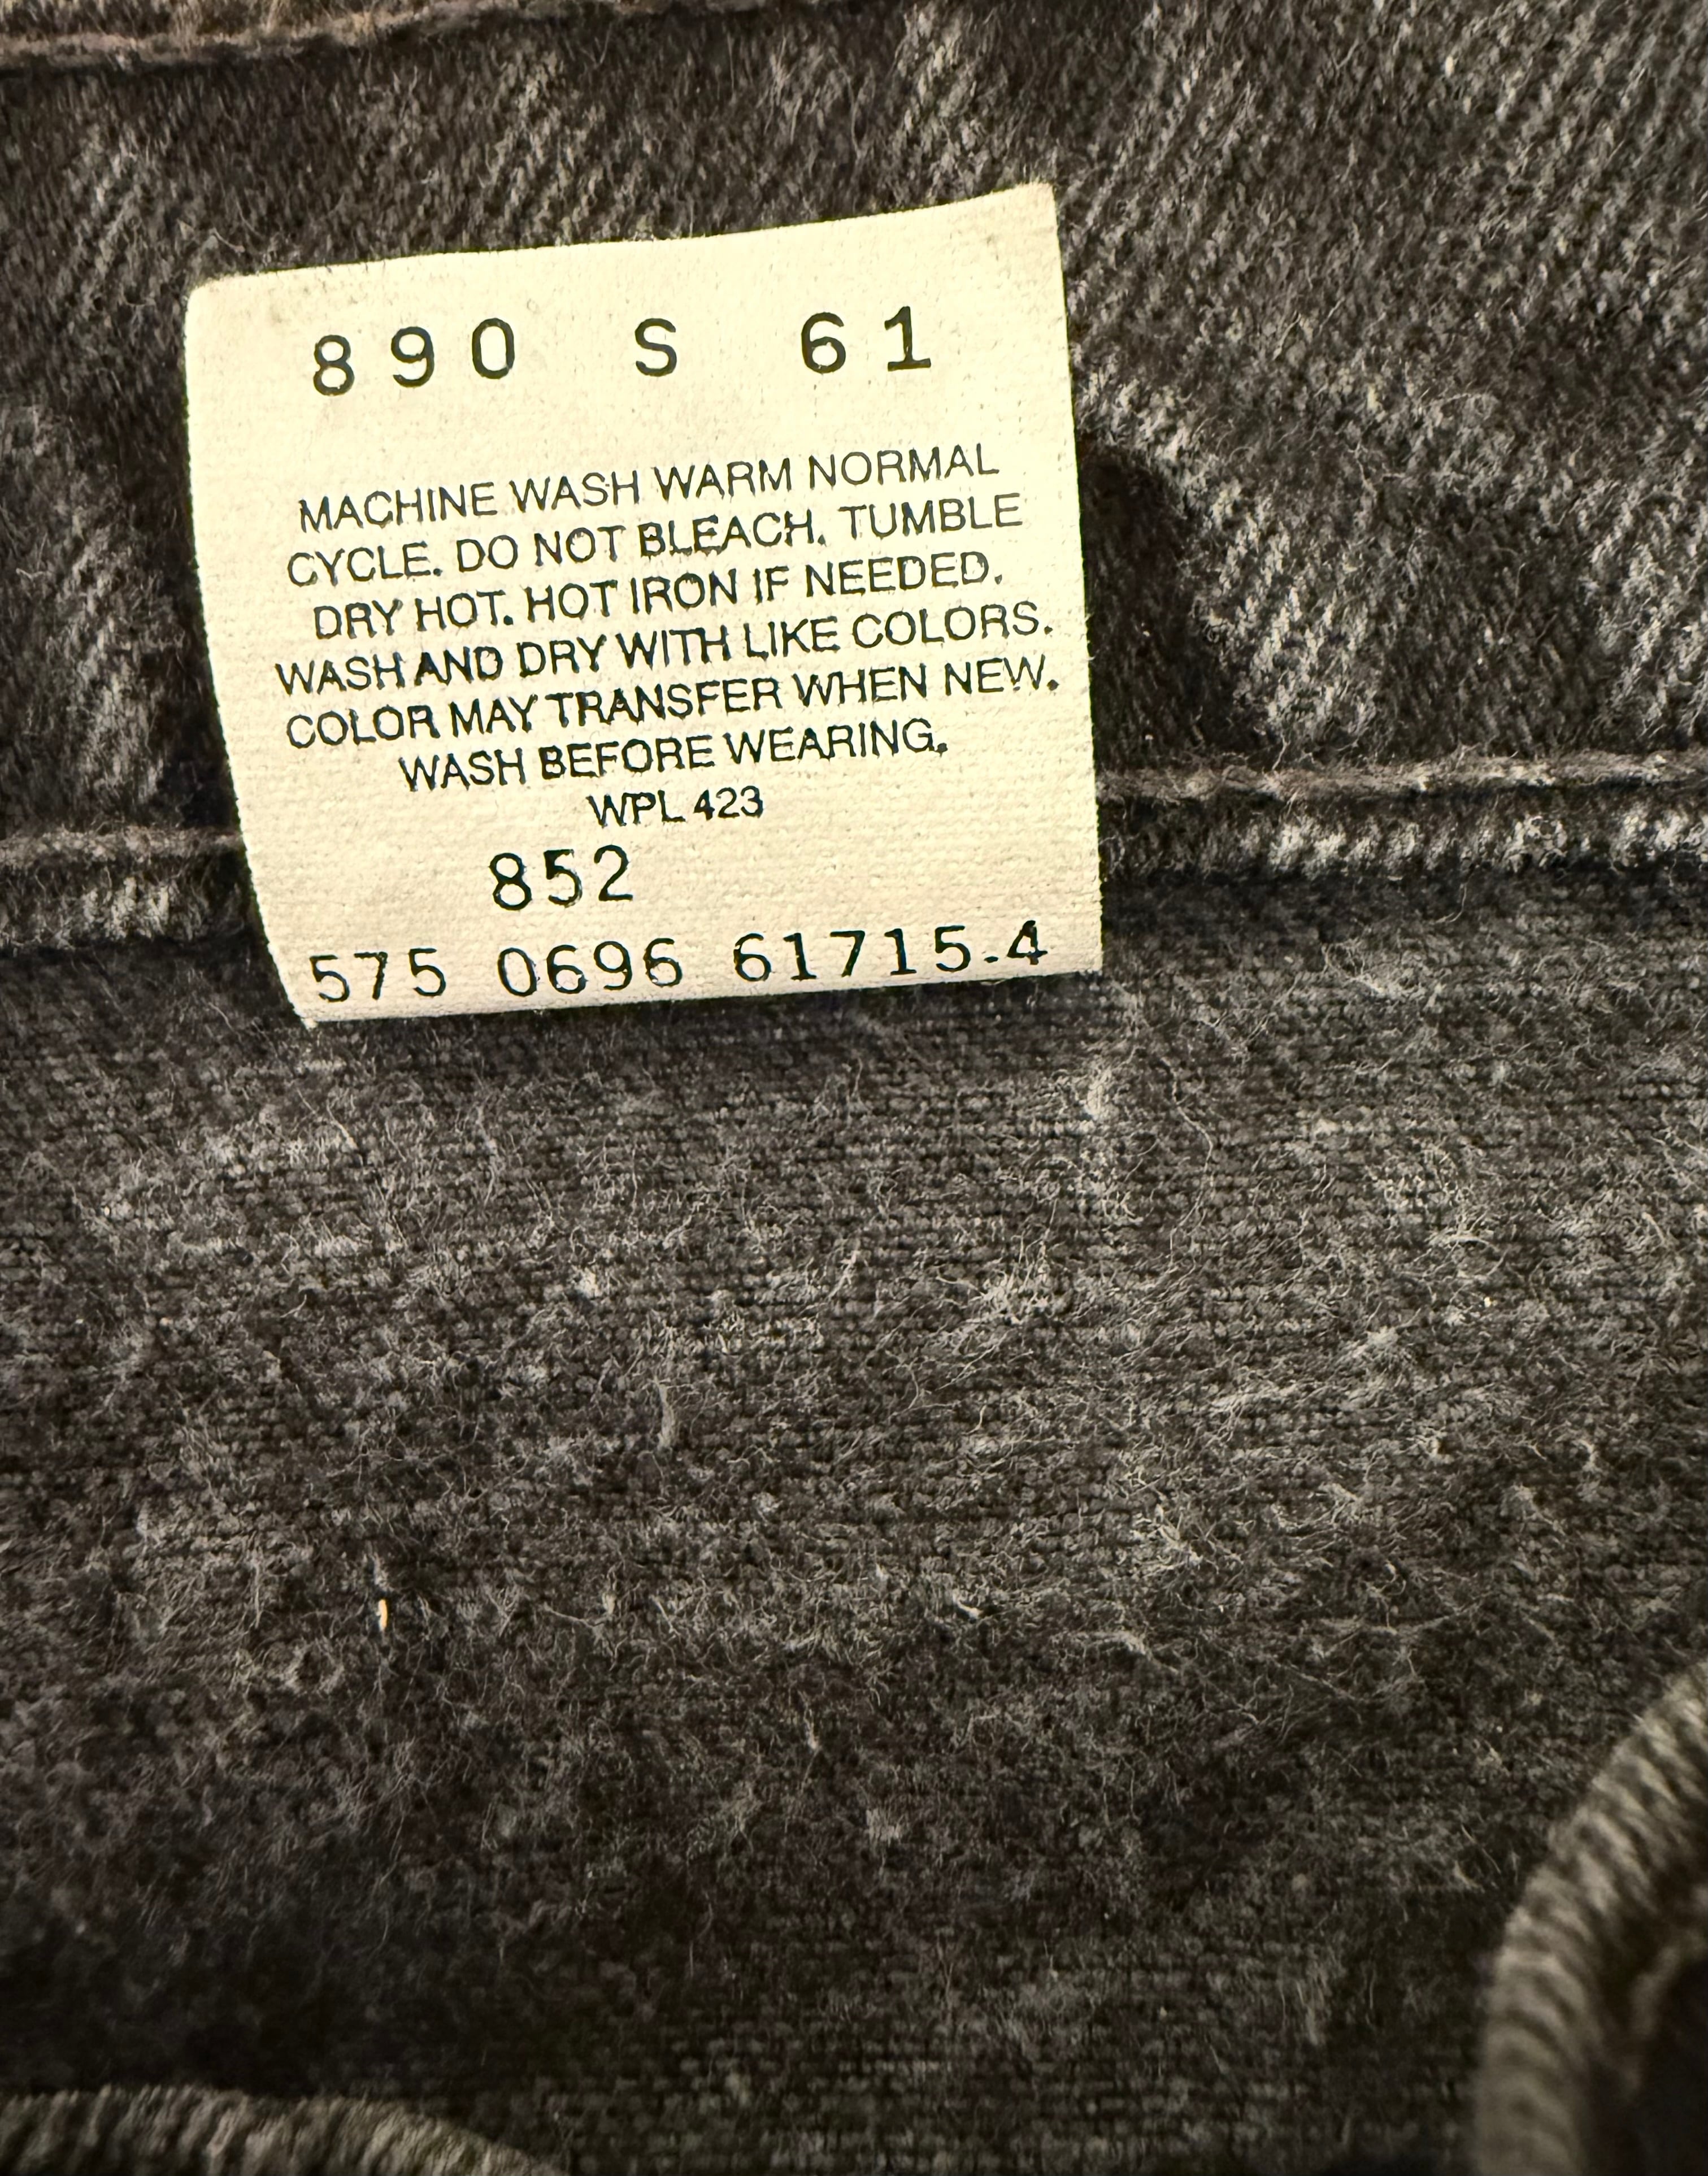 890 S 61
MACHINE WASH WARM NORMAL
CYCLE. DO NOT BLEACH. TUMBLE
DRY HOT. HOT IRON IF NEEDED.
WASH AND DRY WITH LIKE COLORS.
COLOR MAY TRANSFER WHEN NEW.
WASH BEFORE WEARING.
WPL 423
852
575 0696 61715.4